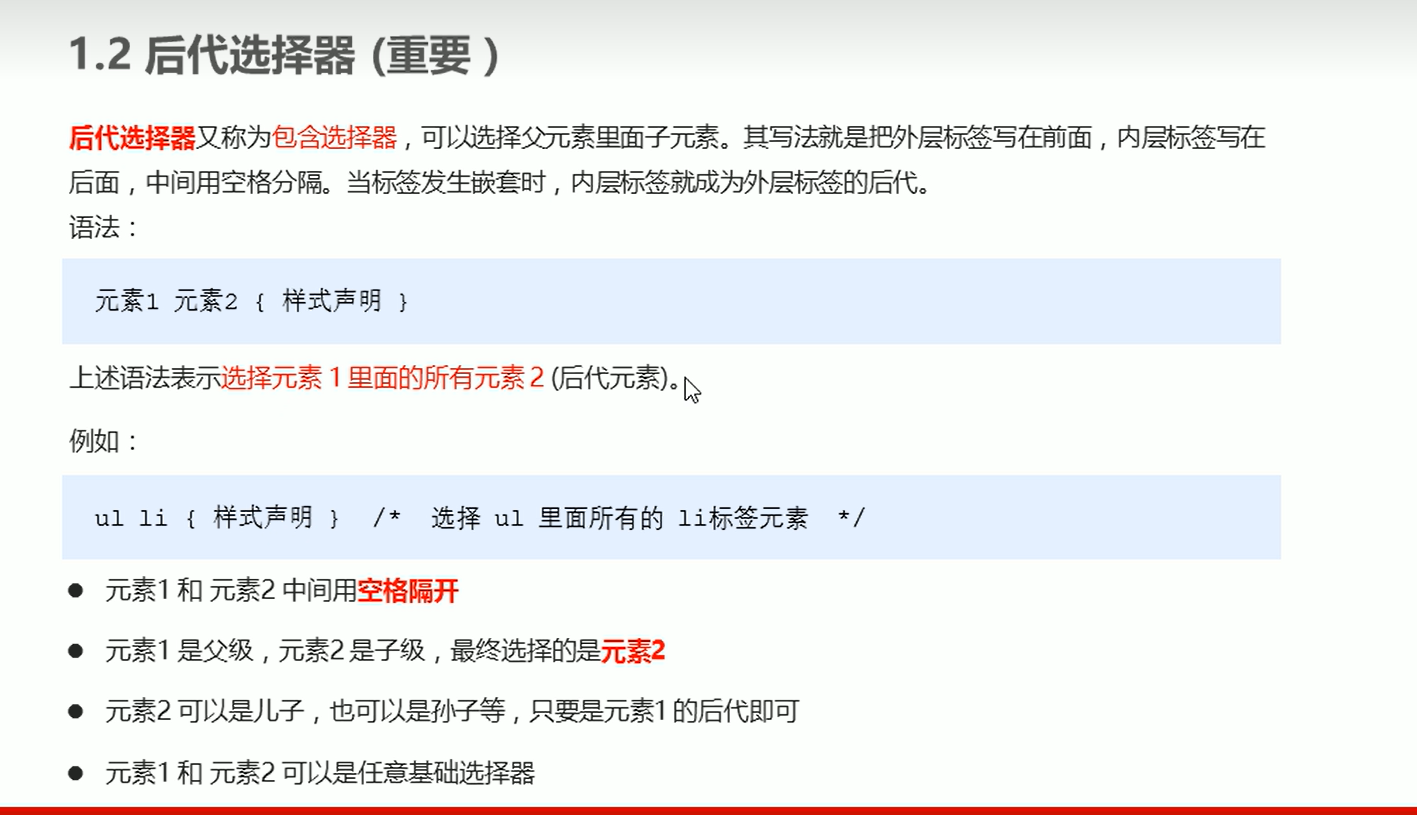 1.2 后代选择器 (重要 )
后代选择器又称为包含选择器，可以选择父元素里面子元素。其写法就是把外层标签写在前面，内层标签写在
后面，中间用空格分隔。当标签发生嵌套时，内层标签就成为外层标签的后代。
语法：
元素1 元素2 { 样式声明 }
上述语法表示选择元素 1 里面的所有元素 2 (后代元素)。
例如：
ul li { 样式声明 } /* 选择 ul 里面所有的 li标签元素 */
● 元素1 和 元素2 中间用空格隔开
● 元素1 是父级，元素2 是子级，最终选择的是元素2
● 元素2 可以是儿子，也可以是孙子等，只要是元素1 的后代即可
● 元素1 和 元素2 可以是任意基础选择器